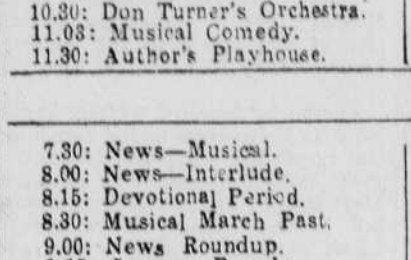 10.30: Don Turner's Orchestra.
11.03: Musical Comedy.
11.30: Author's Playhouse.
7.30: News—Musical.
8.00: News—Interlude.
8.15: Devotional Period.
8.30: Musical March Past.
9.00: News Roundup.